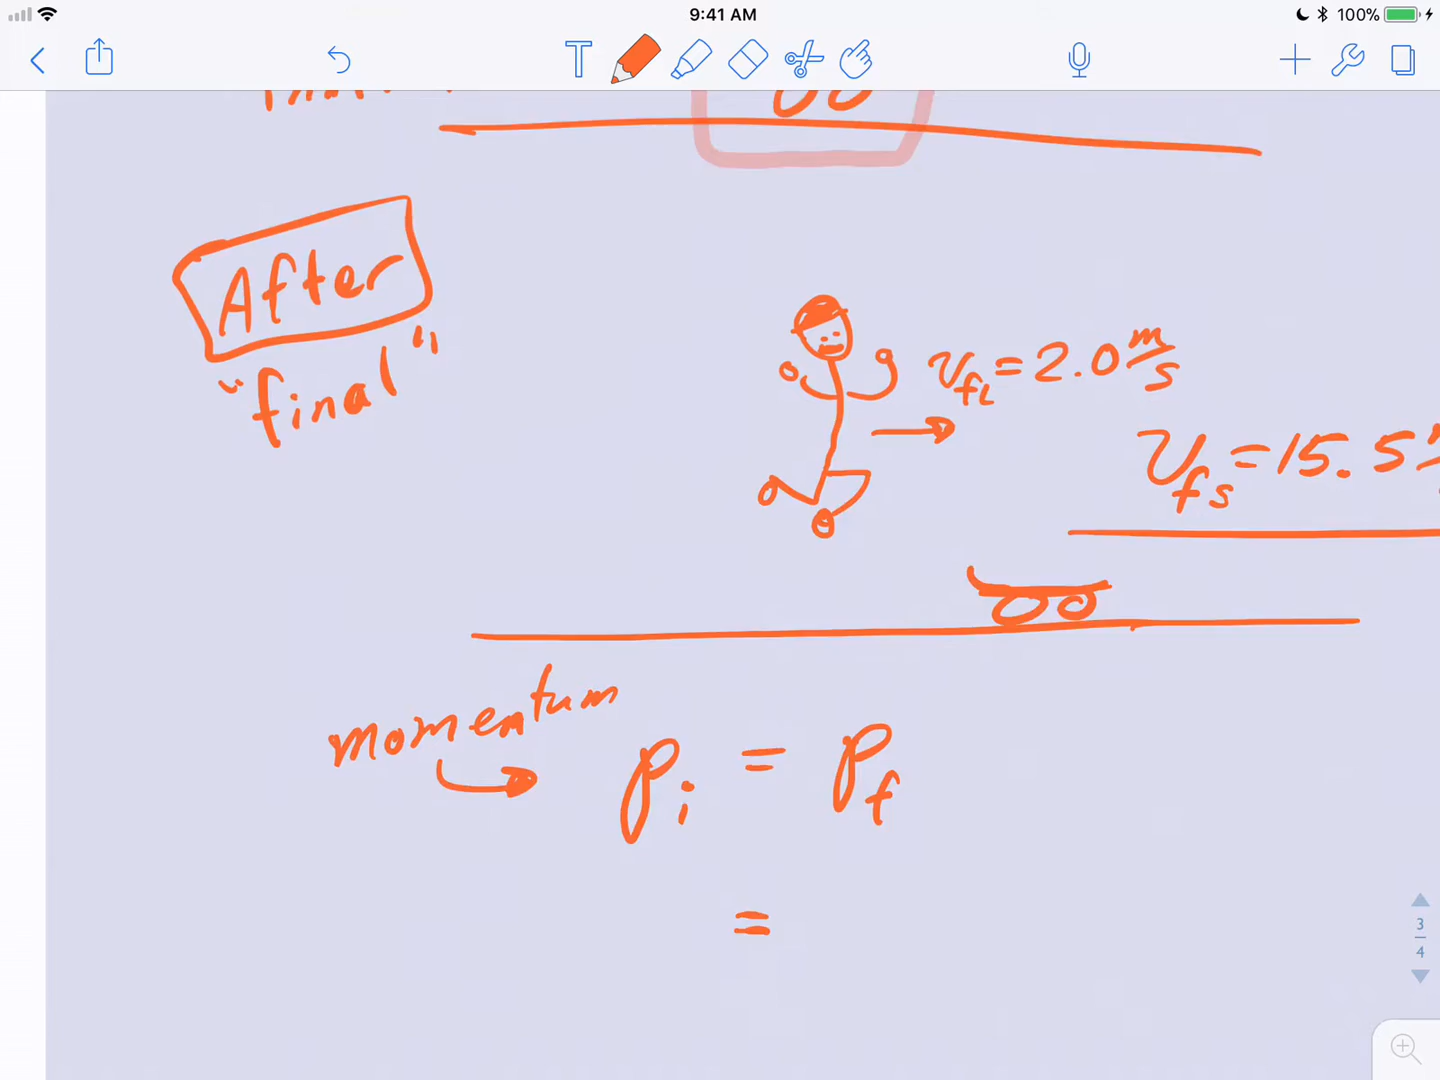 9:41 AM
100%
T
After
"final"
v_fL = 2.0 m/s
v_fs = 15.5
momentum
p_i = p_f
=
3
4